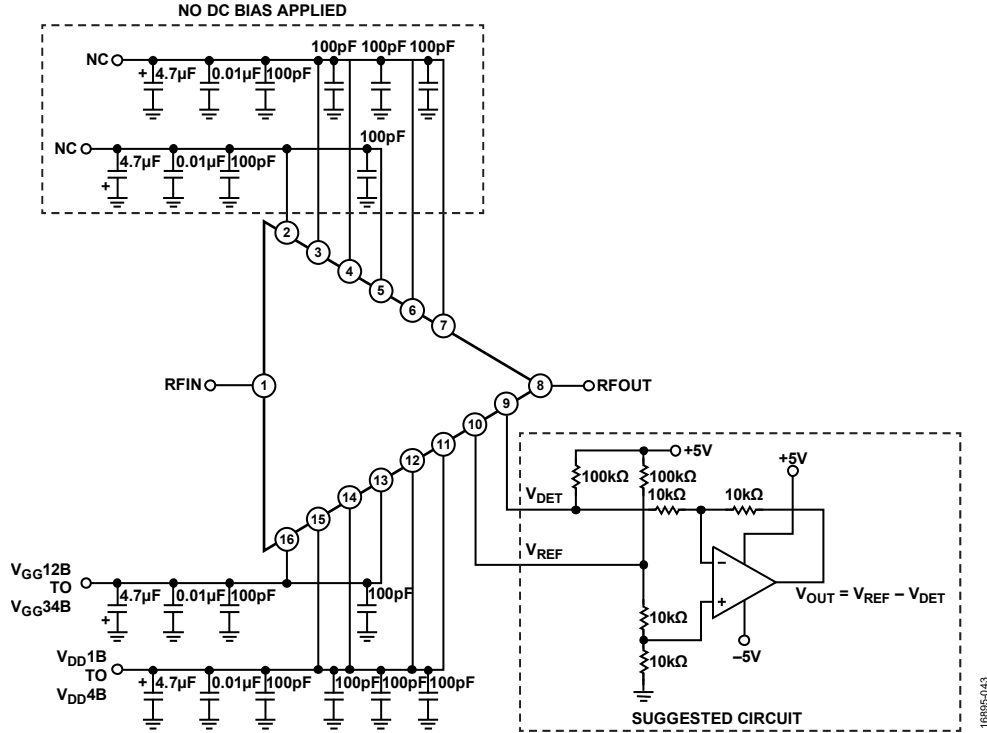 NO DC BIAS APPLIED
100pF 100pF 100pF
NC
+ 4.7µF 0.01µF 100pF
100pF
NC
4.7µF 0.01µF 100pF
+
2
3
4
5
6
7
RFIN
1
8
RFOUT
9
10
11
12
13
14
15
16
+5V
+5V
100kΩ 100kΩ
VDET
10kΩ 10kΩ
VREF
–
+
VOUT = VREF – VDET
10kΩ
10kΩ
–5V
SUGGESTED CIRCUIT
VGG12B
TO
VGG34B
4.7µF 0.01µF 100pF 100pF
+
VDD1B
TO
VDD4B
+ 4.7µF 0.01µF 100pF 100pF 100pF 100pF
16895-043